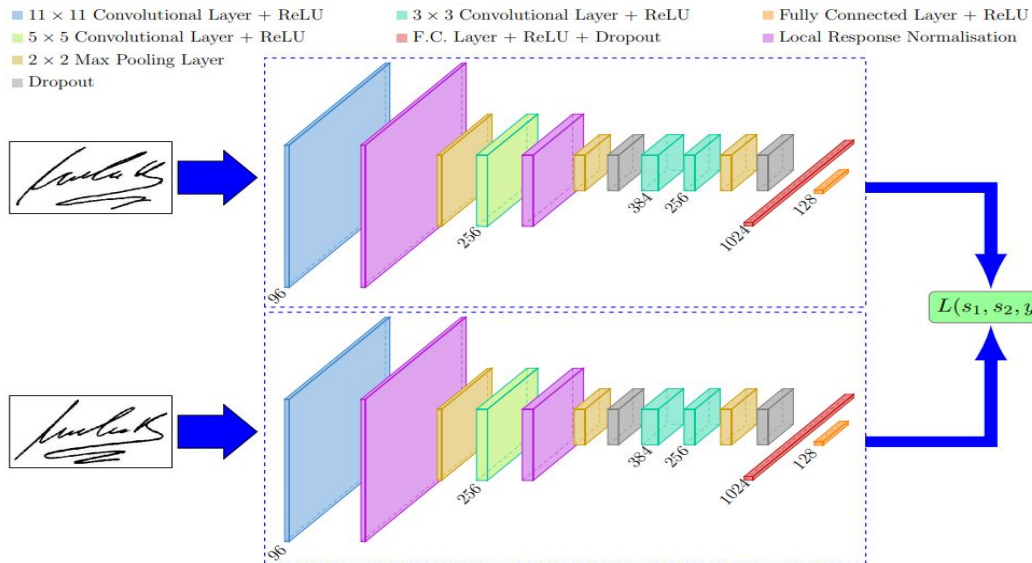 11 × 11 Convolutional Layer + ReLU
3 × 3 Convolutional Layer + ReLU
Fully Connected Layer + ReLU
5 × 5 Convolutional Layer + ReLU
F.C. Layer + ReLU + Dropout
Local Response Normalisation
2 × 2 Max Pooling Layer
Dropout
96
256
384
256
1024
128
L(s₁, s₂, y
96
256
384
256
1024
128